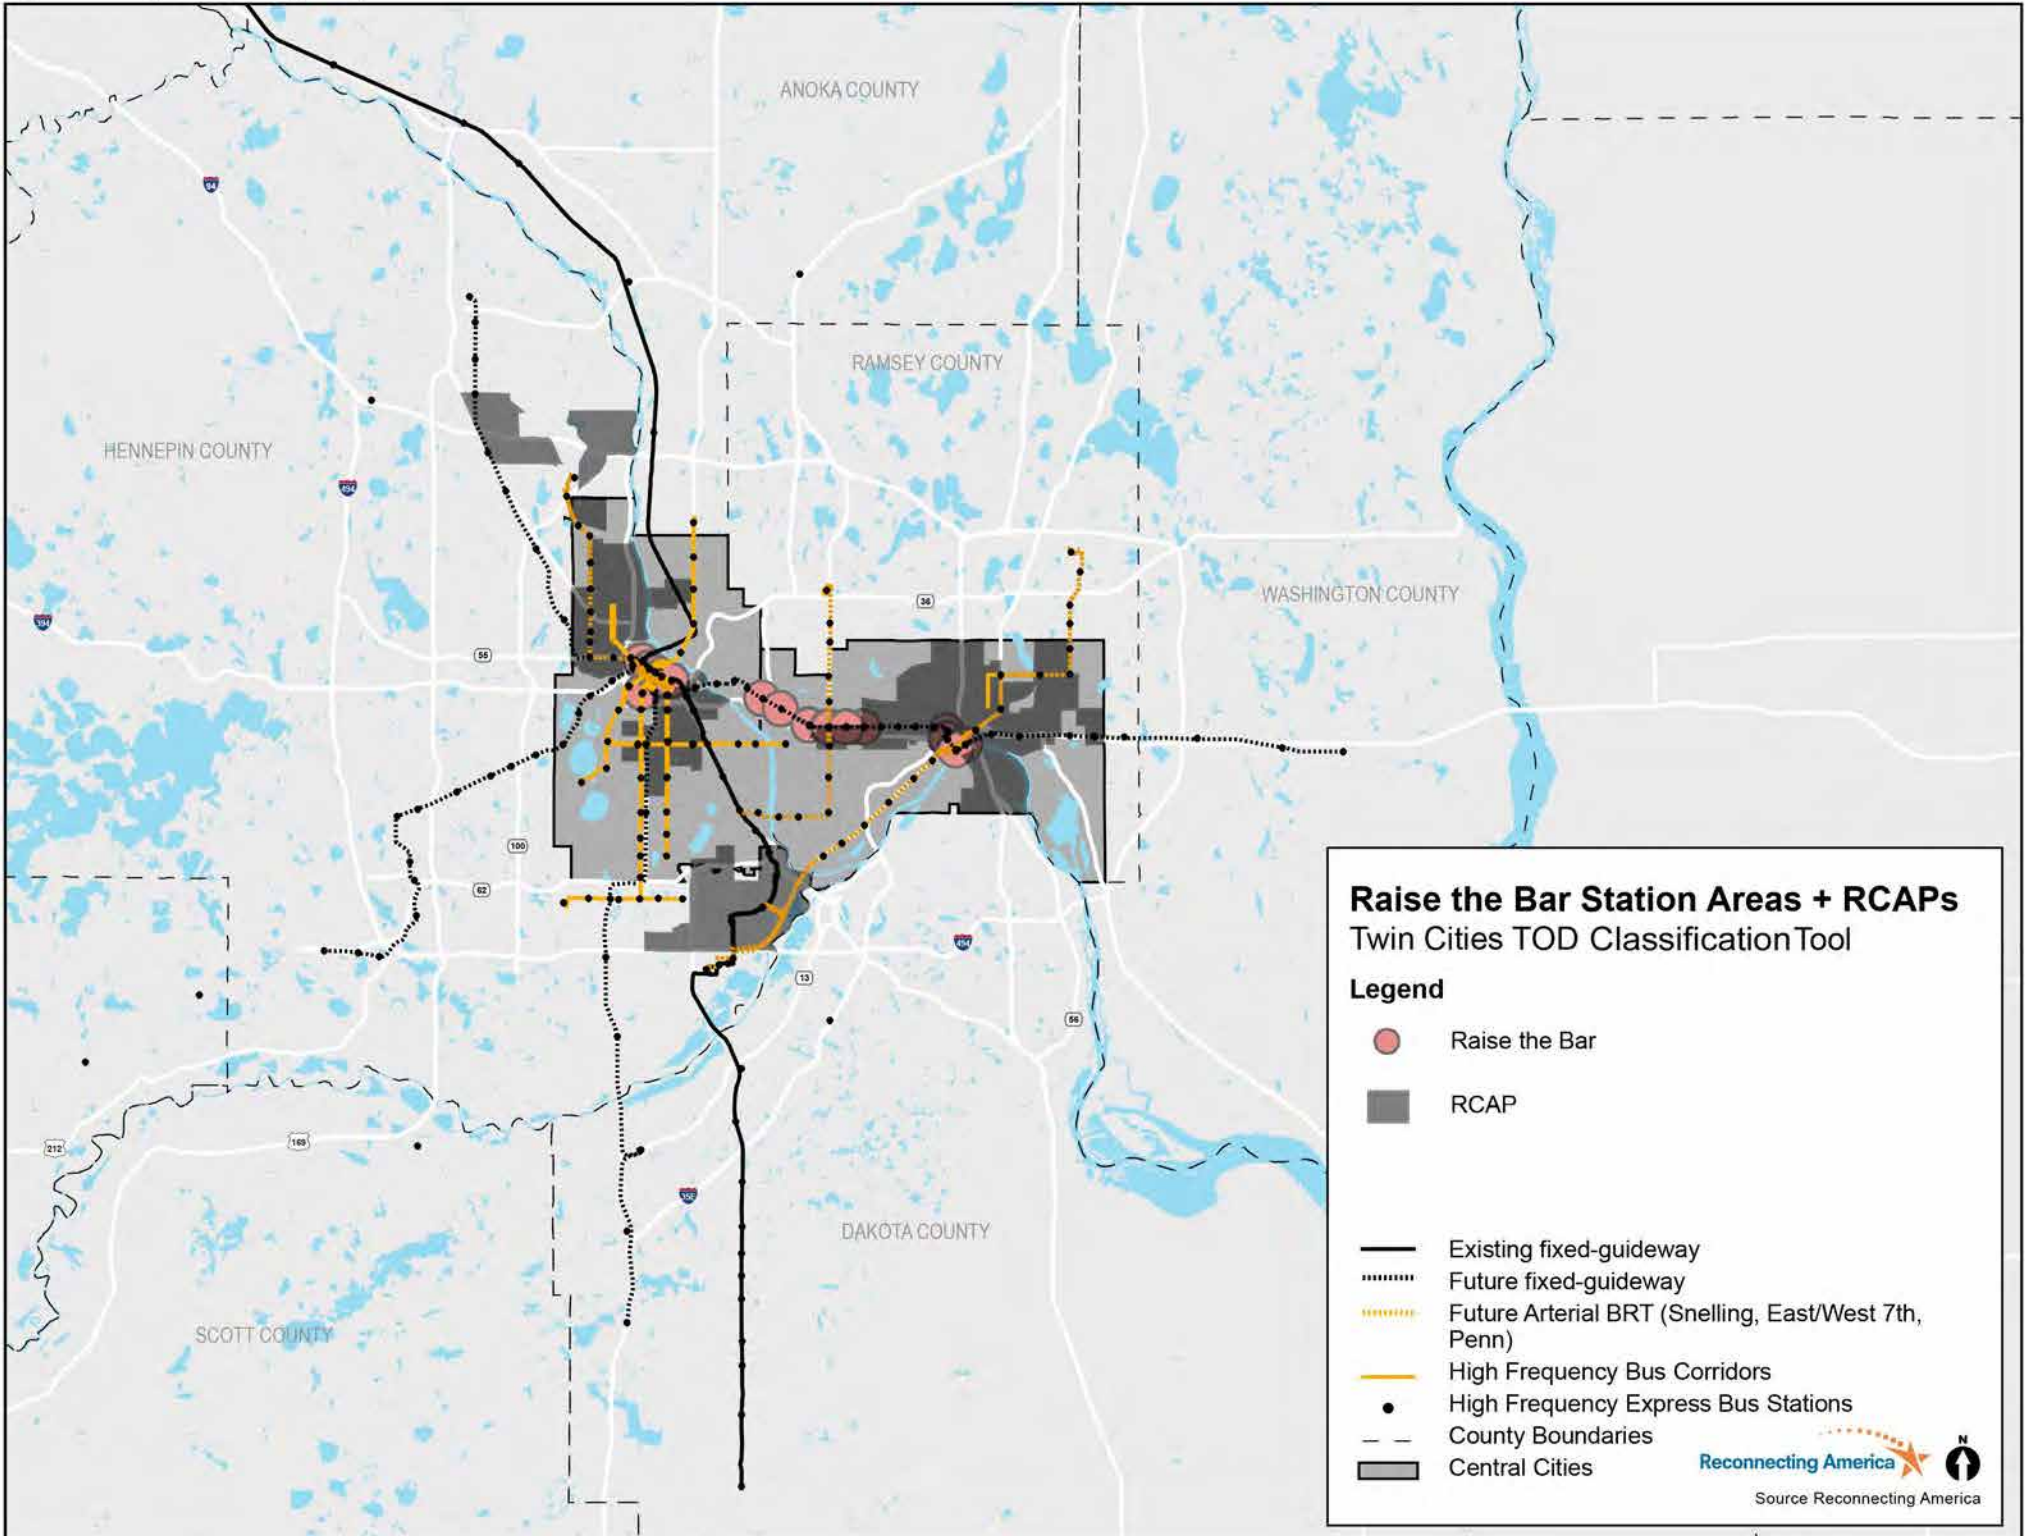 ANOKA COUNTY
94
RAMSEY COUNTY
HENNEPIN COUNTY
494
WASHINGTON COUNTY
36
394
55
100
62
494
13
56
212
169
35E
DAKOTA COUNTY
SCOTT COUNTY
Raise the Bar Station Areas + RCAPs
Twin Cities TOD Classification Tool
Legend
Raise the Bar
RCAP
Existing fixed-guideway
Future fixed-guideway
Future Arterial BRT (Snelling, East/West 7th,
Penn)
High Frequency Bus Corridors
High Frequency Express Bus Stations
County Boundaries
Central Cities
Reconnecting America
N
Source Reconnecting America